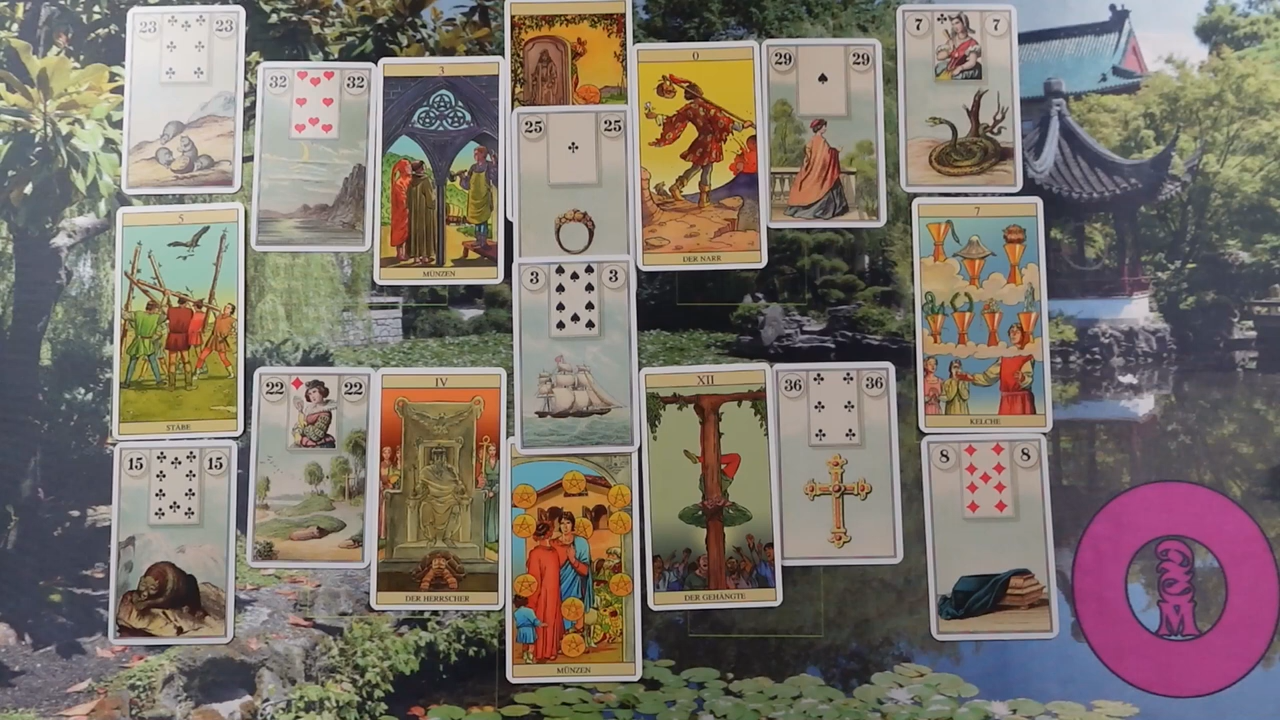 23 23
32 32
3
MÜNZEN
25 25
0
DER NARR
29 29
7 7
5
STÄBE
3 3
7
KELCHE
22 22
IV
DER HERRSCHER
XII
DER GEHÄNGTE
36 36
15 15
MÜNZEN
8 8